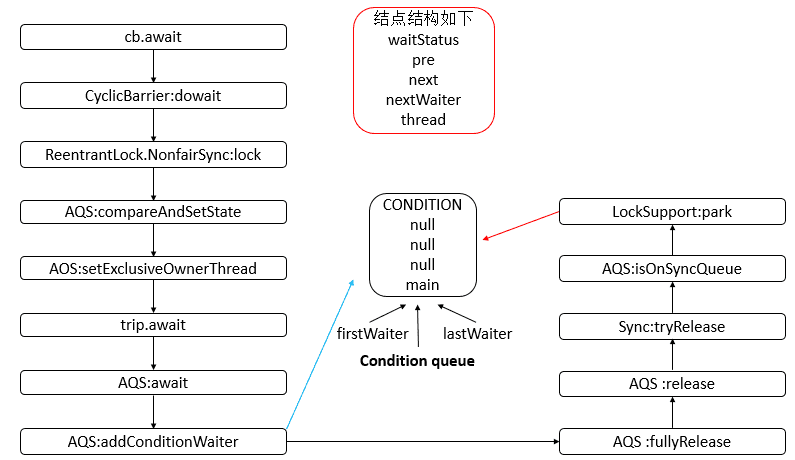 cb.await
CyclicBarrier:dowait
ReentrantLock.NonfairSync:lock
AQS:compareAndSetState
AOS:setExclusiveOwnerThread
trip.await
AQS:await
AQS:addConditionWaiter
结点结构如下
waitStatus
pre
next
nextWaiter
thread
CONDITION
null
null
null
main
firstWaiter
lastWaiter
Condition queue
LockSupport:park
AQS:isOnSyncQueue
Sync:tryRelease
AQS :release
AQS :fullyRelease